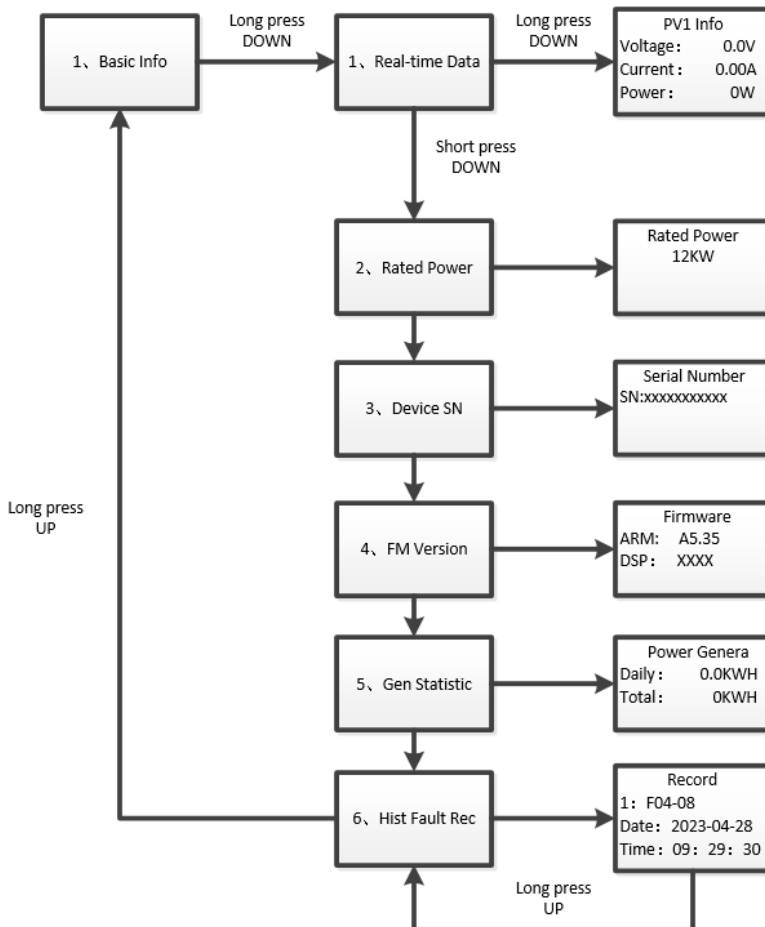 Long press
DOWN
Long press
DOWN
1、Basic Info
1、Real-time Data
PV1 Info
Voltage： 0.0V
Current： 0.00A
Power： 0W
Short press
DOWN
2、Rated Power
Rated Power
12KW
3、Device SN
Serial Number
SN:xxxxxxxxxxx
Long press
UP
4、FM Version
Firmware
ARM: A5.35
DSP： XXXX
5、Gen Statistic
Power Genera
Daily： 0.0KWH
Total： 0KWH
6、Hist Fault Rec
Record
1：F04-08
Date：2023-04-28
Time：09：29：30
Long press
UP